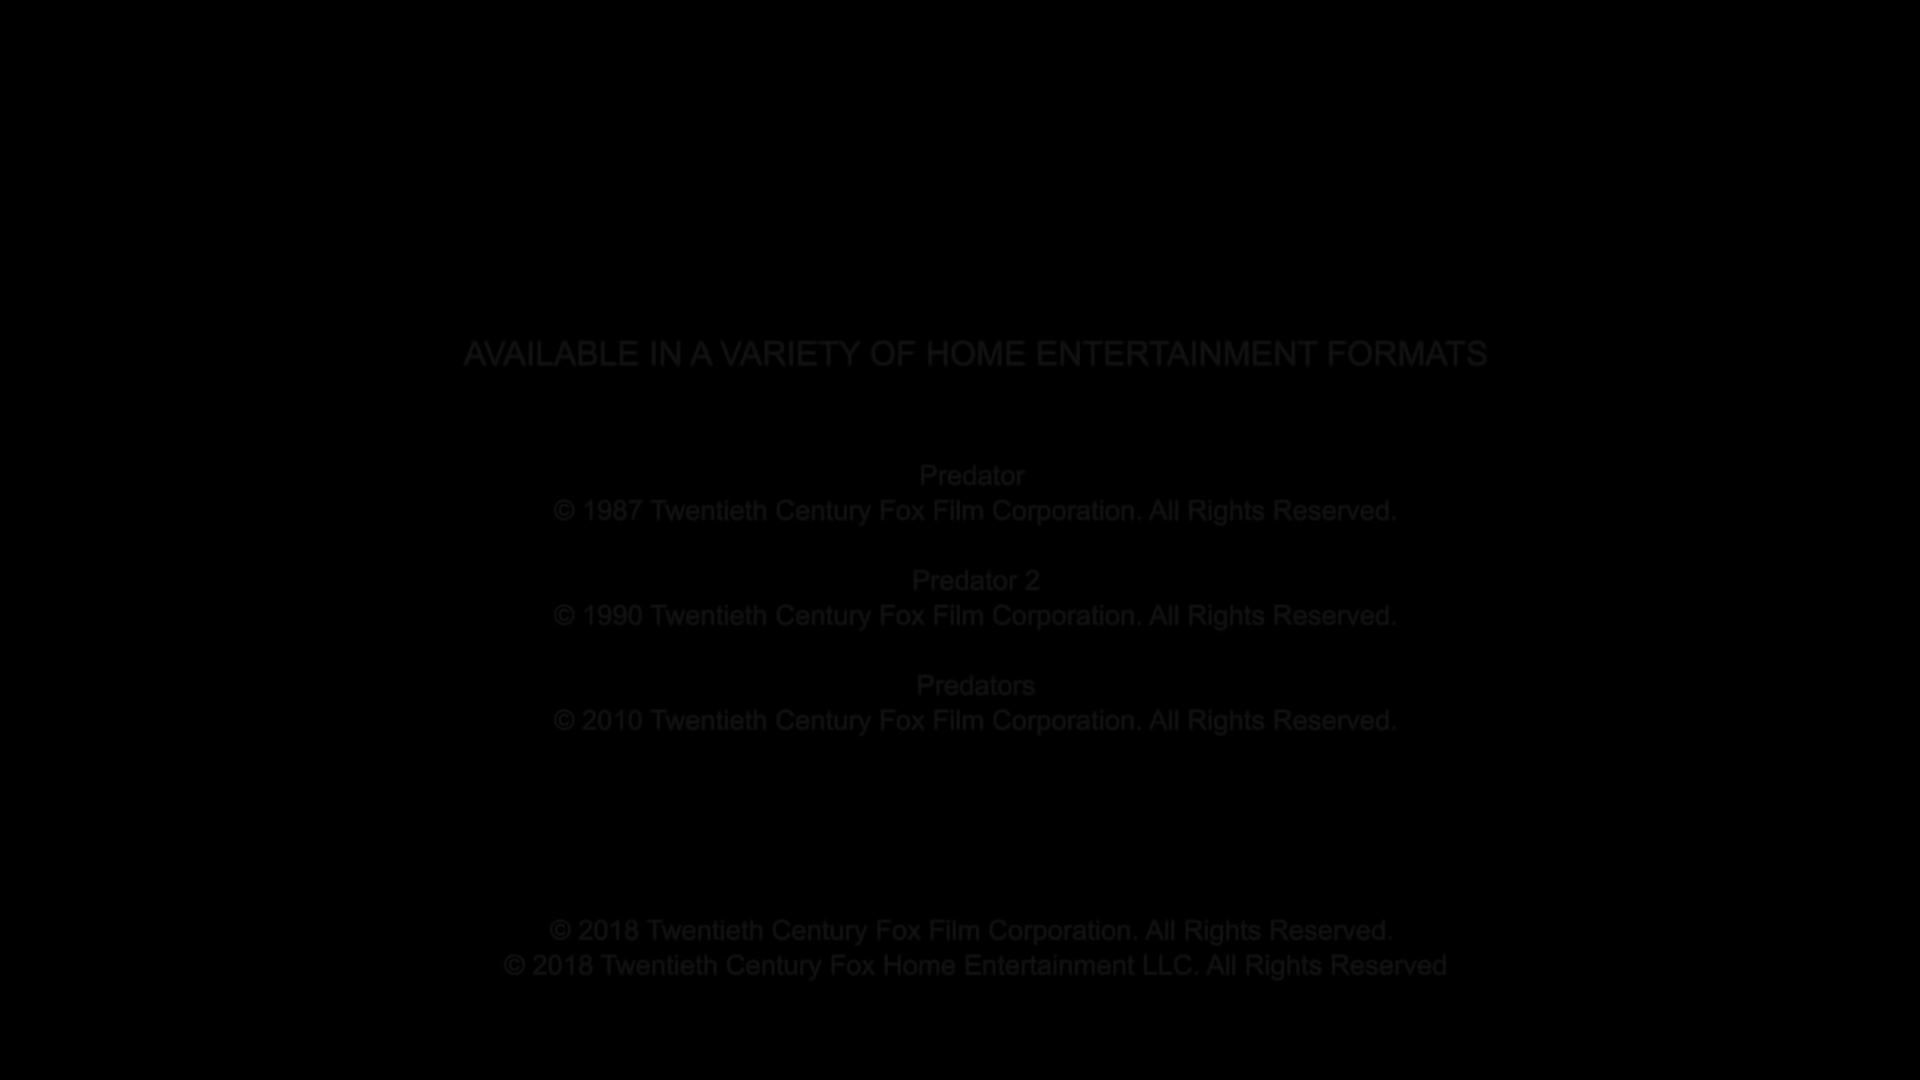 AVAILABLE IN A VARIETY OF HOME ENTERTAINMENT FORMATS
Predator
© 1987 Twentieth Century Fox Film Corporation. All Rights Reserved.
Predator 2
© 1990 Twentieth Century Fox Film Corporation. All Rights Reserved.
Predators
© 2010 Twentieth Century Fox Film Corporation. All Rights Reserved.
© 2018 Twentieth Century Fox Film Corporation. All Rights Reserved.
© 2018 Twentieth Century Fox Home Entertainment LLC. All Rights Reserved